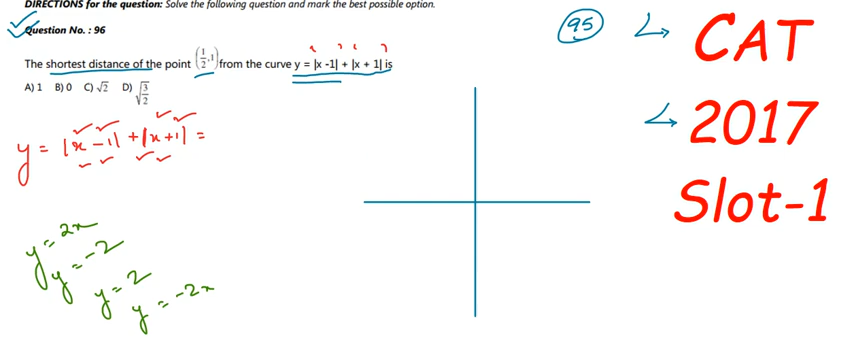 DIRECTIONS for the question: Solve the following question and mark the best possible option.
Question No. : 96
The shortest distance of the point (1/2, 1) from the curve y = |x -1| + |x + 1| is
A) 1 B) 0 C) √2 D) √(3/2)
y = |x - 1| + |x + 1| =
y = 2x
y = -2
y = 2
y = -2x
95
CAT
2017
Slot-1